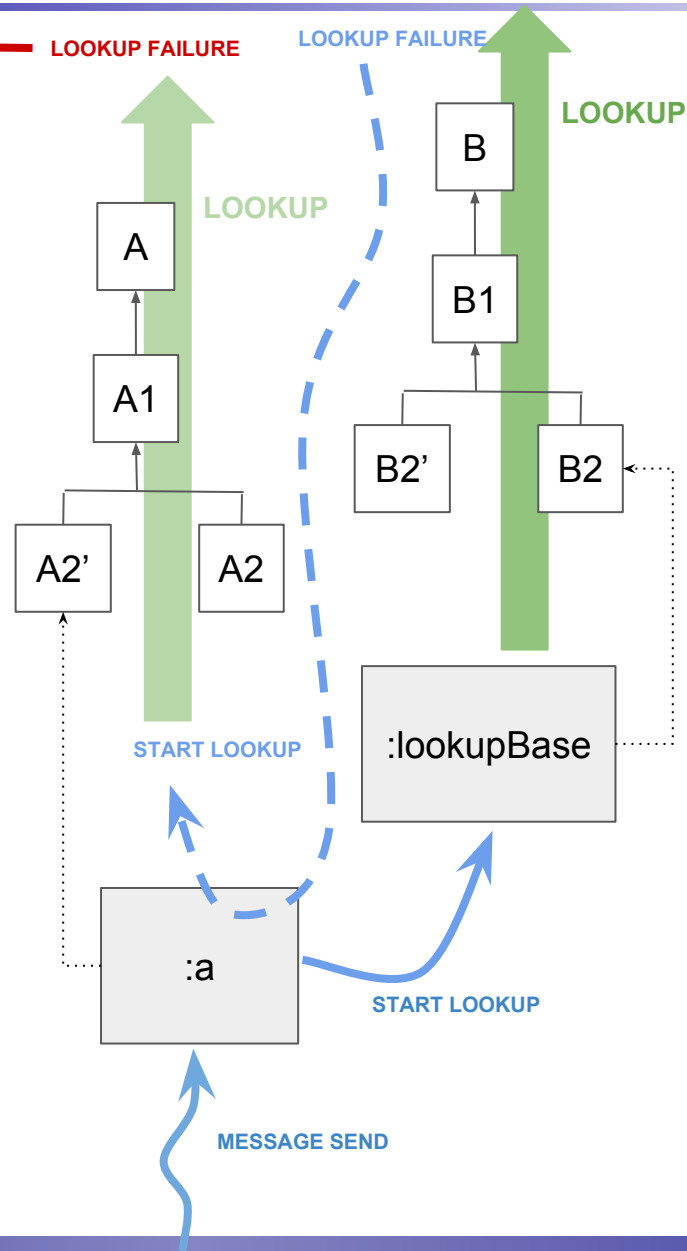 LOOKUP FAILURE
LOOKUP FAILURE
LOOKUP
B
LOOKUP
A
B1
A1
B2’
B2
A2’
A2
START LOOKUP
:lookupBase
:a
START LOOKUP
MESSAGE SEND